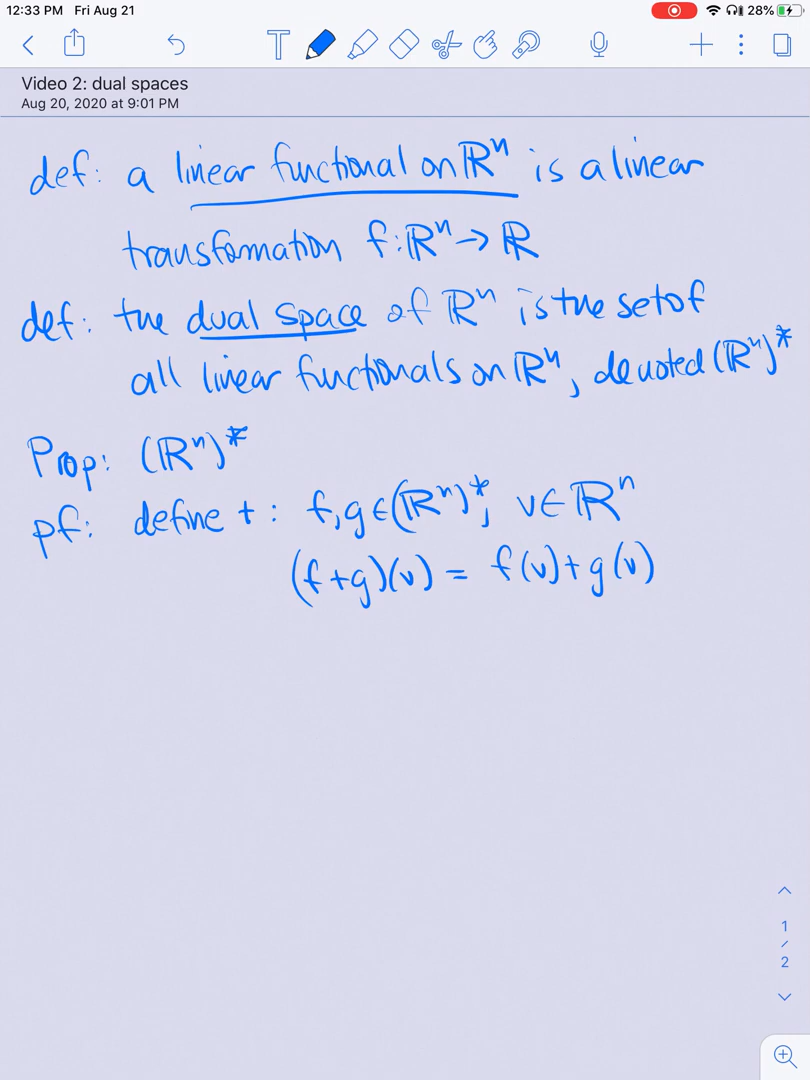 12:33 PM Fri Aug 21 28%
T
Video 2: dual spaces
Aug 20, 2020 at 9:01 PM
def: a linear functional on ℝⁿ is a linear
transformation f: ℝⁿ → ℝ
def: the dual space of ℝⁿ is the set of
all linear functionals on ℝⁿ, denoted (ℝⁿ)*
Prop: (ℝⁿ)*
pf: define +: f, g ∈ (ℝⁿ)*, v ∈ ℝⁿ
(f+g)(v) = f(v) + g(v)
1
/
2